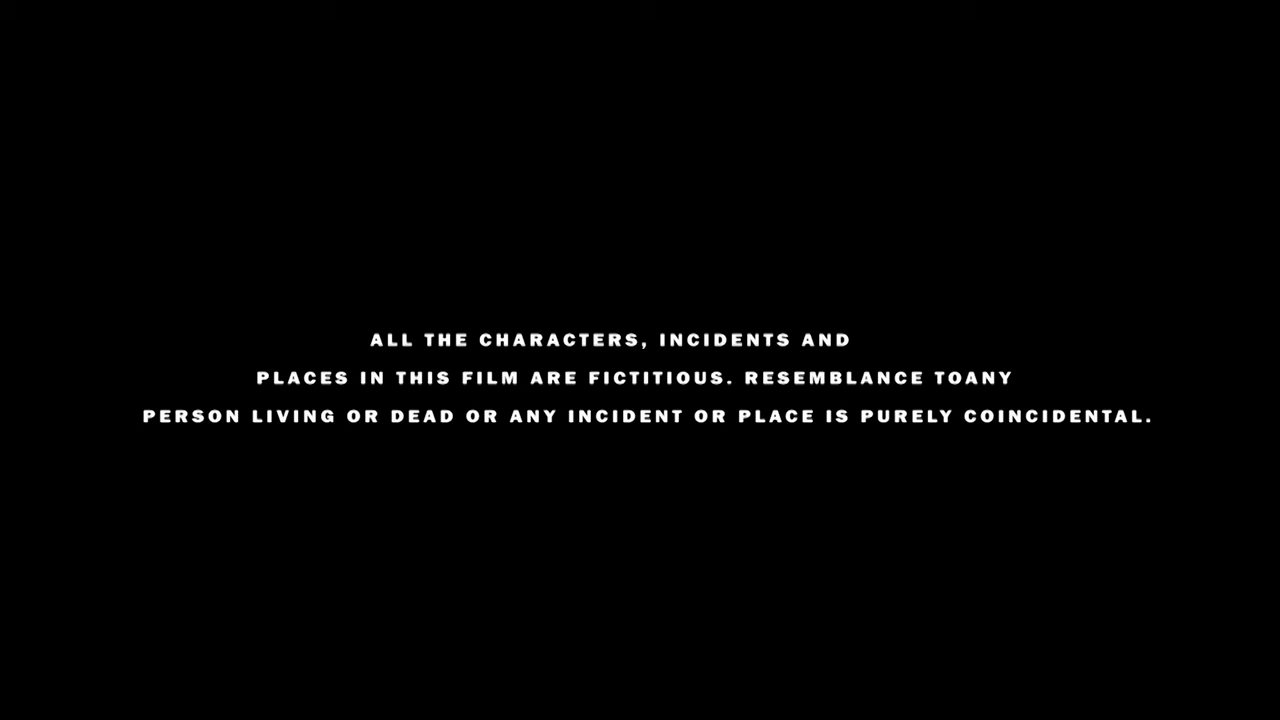 ALL THE CHARACTERS, INCIDENTS AND
PLACES IN THIS FILM ARE FICTITIOUS. RESEMBLANCE TOANY
PERSON LIVING OR DEAD OR ANY INCIDENT OR PLACE IS PURELY COINCIDENTAL.